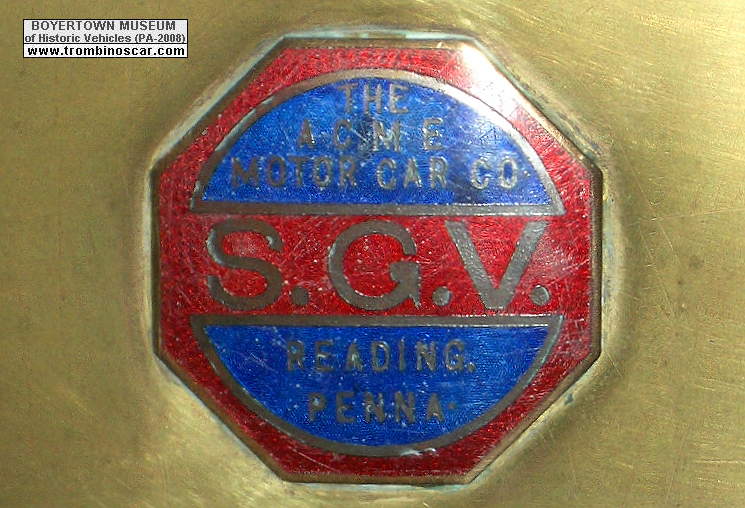 BOYERTOWN MUSEUM
of Historic Vehicles (PA-2008)
www.trombinoscar.com
THE
ACME
MOTOR CAR CO
S.G.V.
READING,
·PENNA·